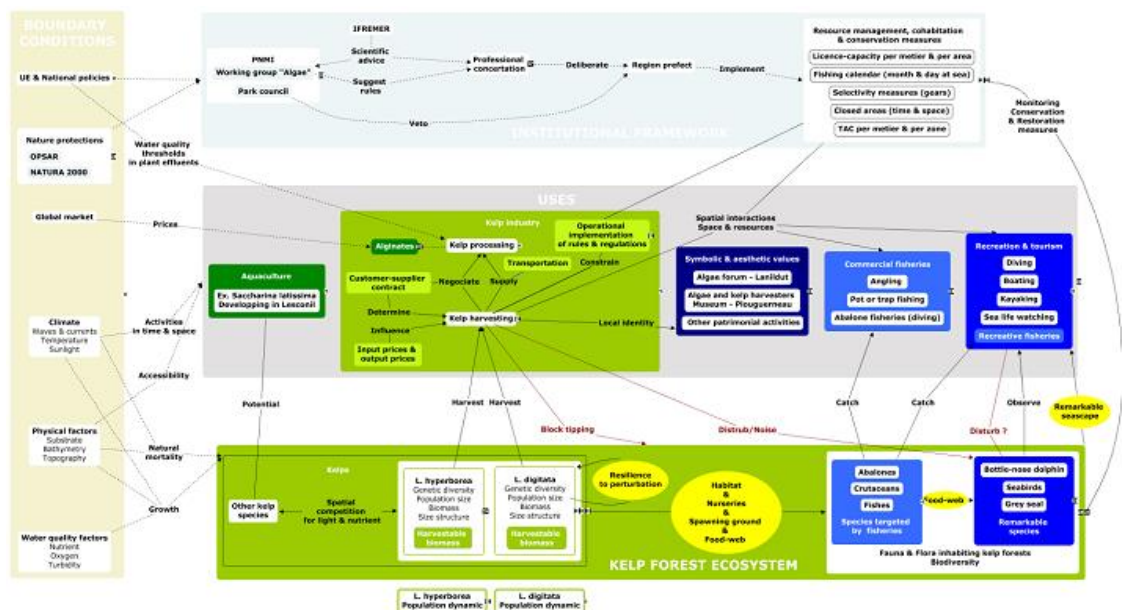 BOUNDARY
CONDITIONS
UE & National policies
Nature protections
OPSAR
NATURA 2000
Global market
Climate
Waves & currents
Temperature
Sunlight
Physical factors
Substrate
Bathymetry
Topography
Water quality factors
Nutrient
Oxygen
Turbidity
Water quality
thresholds
in plant effluents
Prices
Activities
in time & space
Accessibility
Natural
mortality
Growth
IFREMER
PNMI
Working group "Algae"
Park council
Scientific
advice
Suggest
rules
Professional
concertation
Deliberate
Region prefect
Implement
Veto
INSTITUTIONAL FRAMEWORK
Resource management, cohabitation
& conservation measures
Licence-capacity per metier & per area
Fishing calendar (month & day at sea)
Selectivity measures (gears)
Closed areas (time & space)
TAC per metier & per zone
Monitoring
Conservation
& Restoration
measures
USES
Aquaculture
Ex. Saccharina latissima
Developping in Lesconil
Potential
Kelp industry
Alginates
Kelp processing
Operational
implementation
of rules & regulations
Transportation
Constrain
Customer-supplier
contract
Negociate
Supply
Determine
Influence
Kelp harvesting
Input prices &
output prices
Local identity
Spatial interactions
Space & resources
Symbolic & aesthetic values
Algae forum - Lanildut
Algae and kelp harvesters
Museum - Plouguerneau
Other patrimonial activities
Commercial fisheries
Angling
Pot or trap fishing
Abalone fisheries (diving)
Recreation & tourism
Diving
Boating
Kayaking
Sea life watching
Recreative fisheries
Harvest
Harvest
Catch
Catch
Observe
Remarkable
seascape
Block tipping
Distrub/Noise
Disturb ?
Kelps
Other kelp
species
Spatial
competition
for light & nutrient
L. hyperborea
Genetic diversity
Population size
Biomass
Size structure
Harvestable
biomass
L. digitata
Genetic diversity
Population size
Biomass
Size structure
Harvestable
biomass
Resilience
to perturbation
Habitat
&
Nurseries
&
Spawning ground
&
Food-web
Abalones
Crutaceans
Fishes
Species targeted
by fisheries
Food-web
Bottle-nose dolphin
Seabirds
Grey seal
Remarkable
species
Fauna & Flora inhabiting kelp forests
Biodiversity
KELP FOREST ECOSYSTEM
L. hyperborea
Population dynamic
L. digitata
Population dynamic